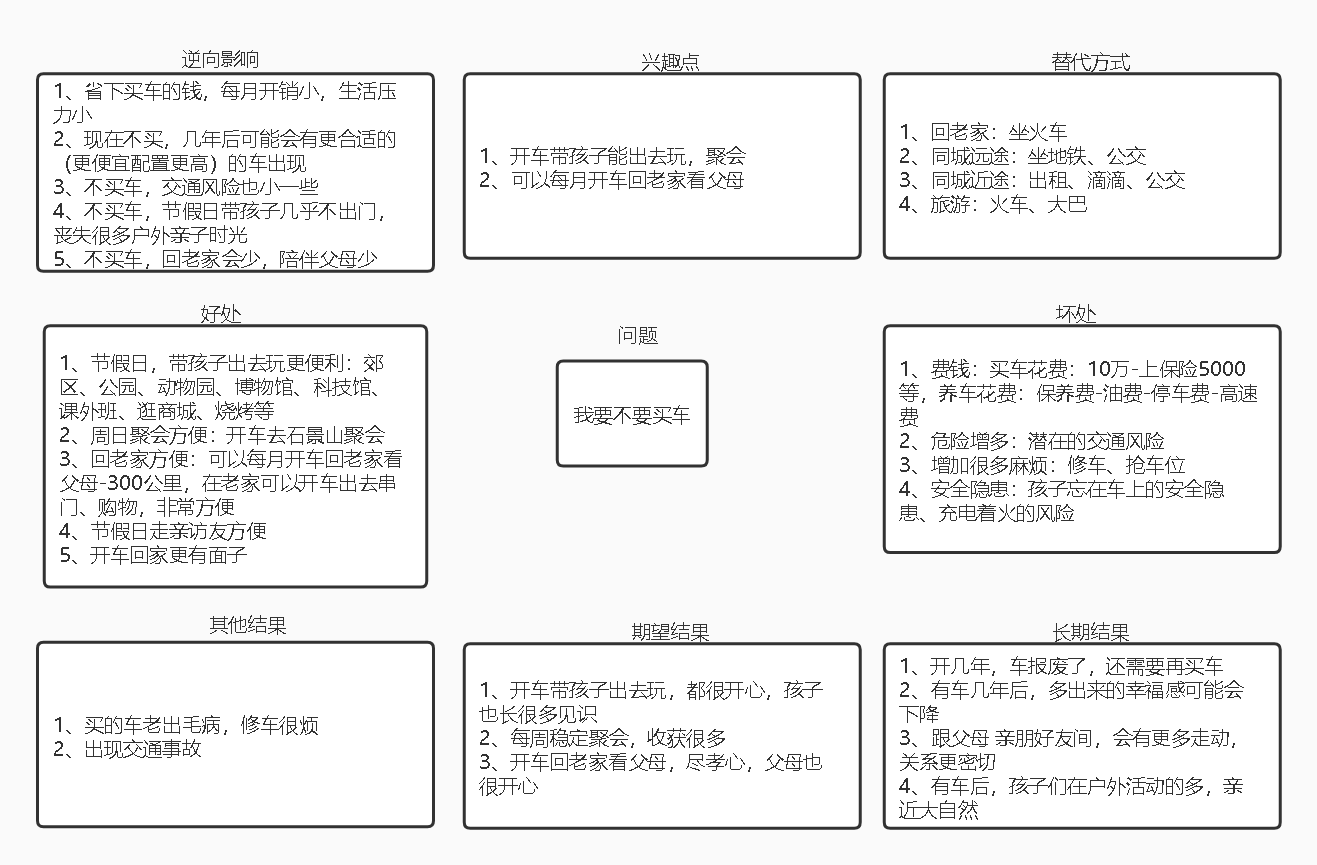 逆向影响
1、省下买车的钱，每月开销小，生活压
力小
2、现在不买，几年后可能会有更合适的
（更便宜配置更高）的车出现
3、不买车，交通风险也小一些
4、不买车，节假日带孩子几乎不出门，
丧失很多户外亲子时光
5、不买车，回老家会少，陪伴父母少
兴趣点
1、开车带孩子能出去玩，聚会
2、可以每月开车回老家看父母
替代方式
1、回老家：坐火车
2、同城远途：坐地铁、公交
3、同城近途：出租、滴滴、公交
4、旅游：火车、大巴
好处
1、节假日，带孩子出去玩更便利：郊
区、公园、动物园、博物馆、科技馆、
课外班、逛商城、烧烤等
2、周日聚会方便：开车去石景山聚会
3、回老家方便：可以每月开车回老家看
父母-300公里，在老家可以开车出去串
门、购物，非常方便
4、节假日走亲访友方便
5、开车回家更有面子
问题
我要不要买车
坏处
1、费钱：买车花费：10万-上保险5000
等，养车花费：保养费-油费-停车费-高速
费
2、危险增多：潜在的交通风险
3、增加很多麻烦：修车、抢车位
4、安全隐患：孩子忘在车上的安全隐
患、充电着火的风险
其他结果
1、买的车老出毛病，修车很烦
2、出现交通事故
期望结果
1、开车带孩子出去玩，都很开心，孩子
也长很多见识
2、每周稳定聚会，收获很多
3、开车回老家看父母，尽孝心，父母也
很开心
长期结果
1、开几年，车报废了，还需要再买车
2、有车几年后，多出来的幸福感可能会
下降
3、跟父母 亲朋好友间，会有更多走动，
关系更密切
4、有车后，孩子们在户外活动的多，亲
近大自然